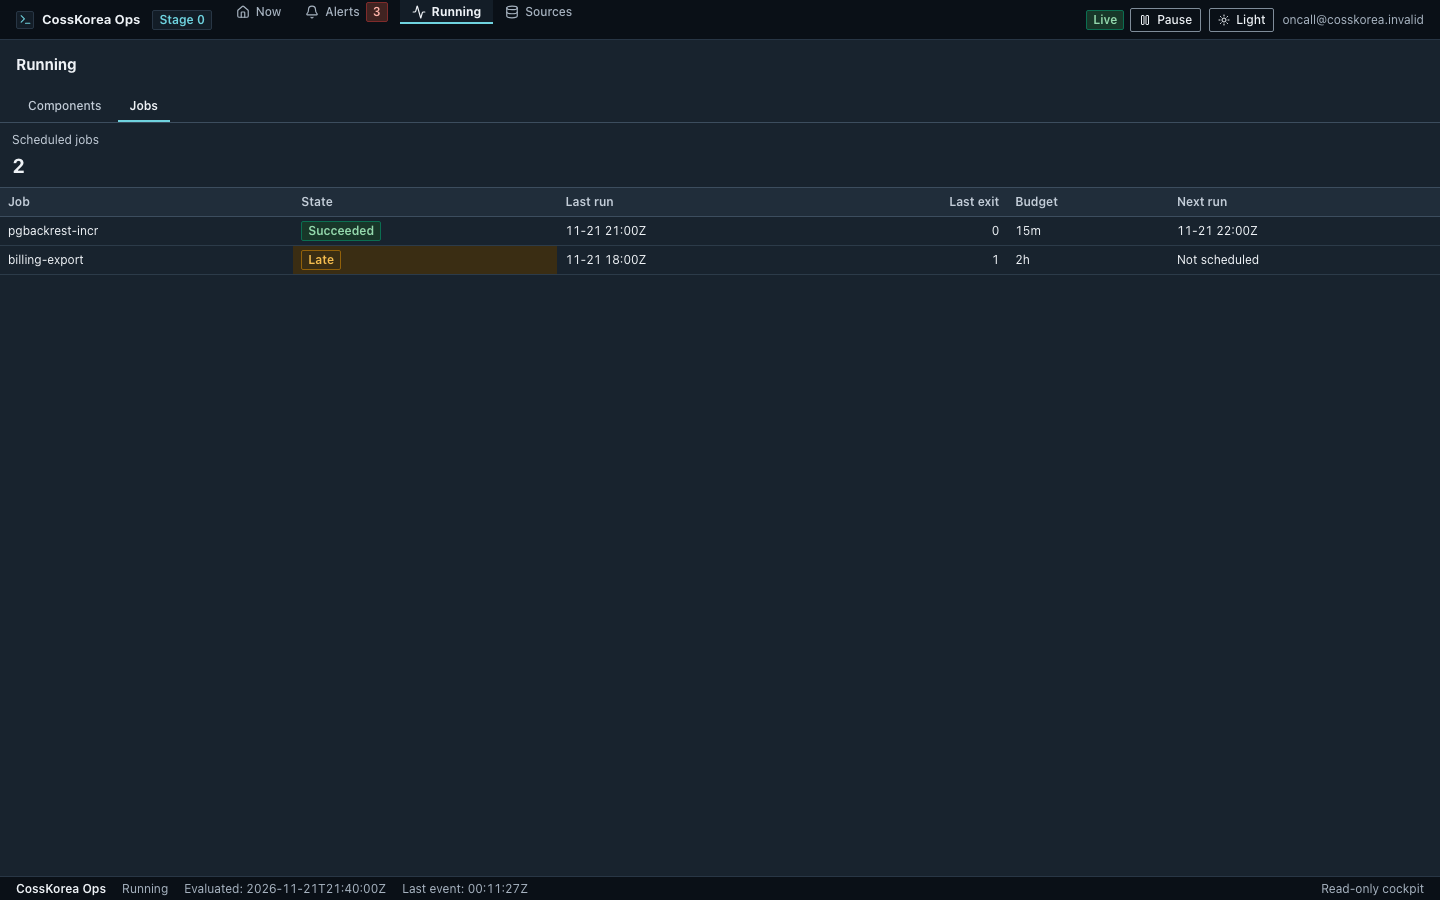 CossKorea Ops Stage 0 Now Alerts 3 Running Sources Live Pause Light oncall@cosskorea.invalid
Running
Components Jobs
Scheduled jobs
2
Job State Last run Last exit Budget Next run
pgbackrest-incr Succeeded 11-21 21:00Z 0 15m 11-21 22:00Z
billing-export Late 11-21 18:00Z 1 2h Not scheduled
CossKorea Ops Running Evaluated: 2026-11-21T21:40:00Z Last event: 00:11:27Z Read-only cockpit